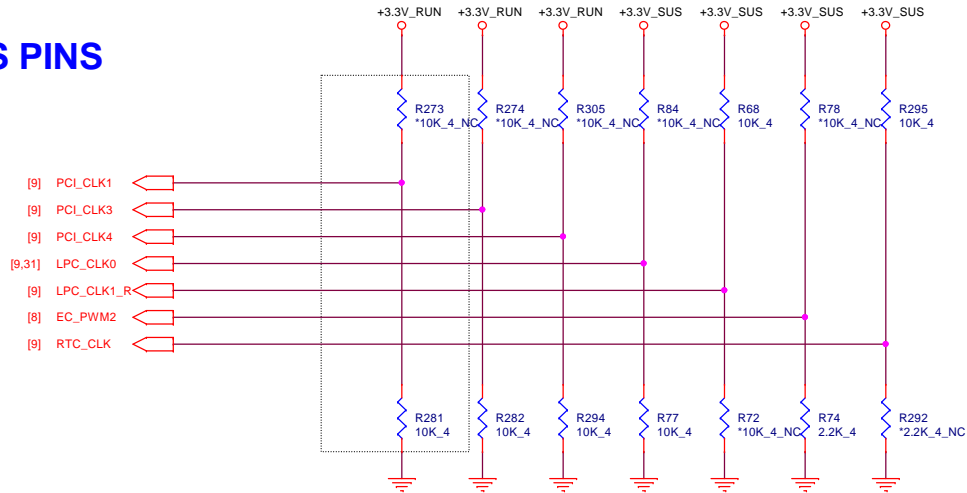 +3.3V_RUN +3.3V_RUN +3.3V_RUN +3.3V_SUS +3.3V_SUS +3.3V_SUS +3.3V_SUS
S PINS
R273 R274 R305 R84 R68 R78 R295
*10K_4_NC *10K_4_NC *10K_4_NC *10K_4_NC 10K_4 *10K_4_NC 10K_4
[9] PCI_CLK1
[9] PCI_CLK3
[9] PCI_CLK4
[9,31] LPC_CLK0
[9] LPC_CLK1_R
[8] EC_PWM2
[9] RTC_CLK
R281 R282 R294 R77 R72 R74 R292
10K_4 10K_4 10K_4 10K_4 *10K_4_NC 2.2K_4 *2.2K_4_NC